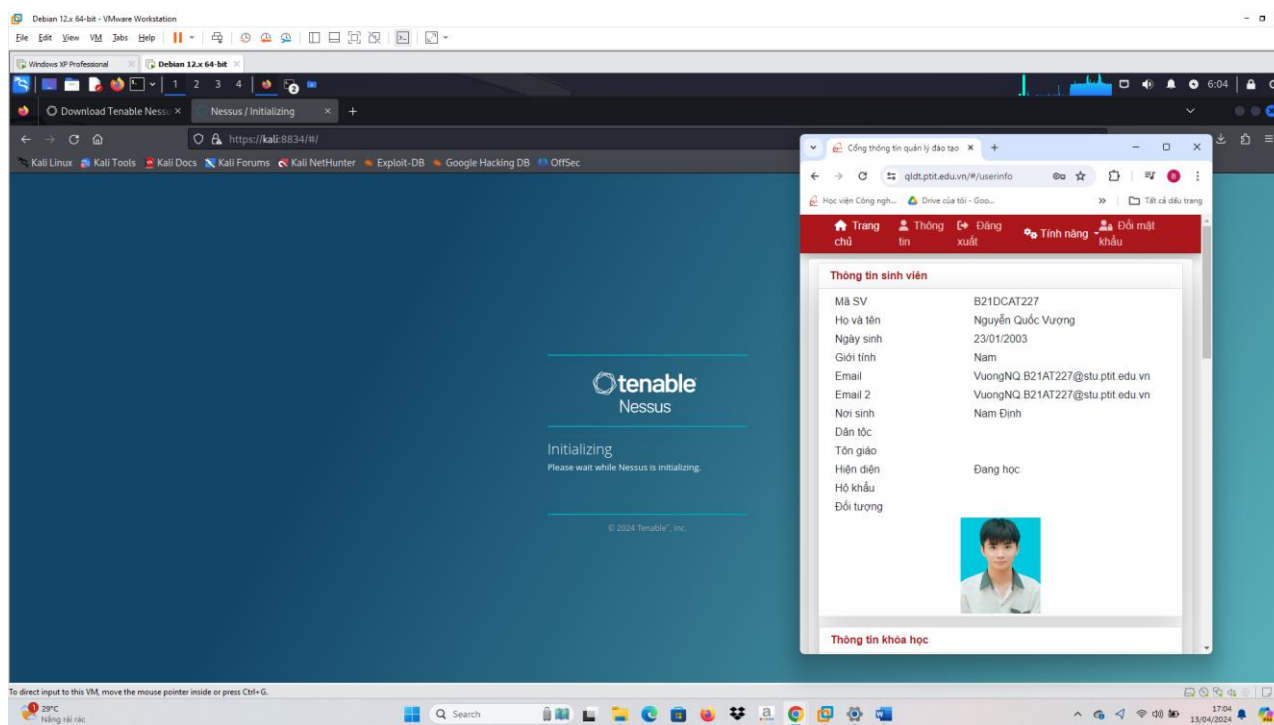 Debian 12.x 64-bit - VMware Workstation
File Edit View VM Tabs Help
Windows XP Professional Debian 12.x 64-bit
1 2 3 4 6:04
Download Tenable Ness Nessus / Initializing
https://kali:8834/#/
Kali Linux Kali Tools Kali Docs Kali Forums Kali NetHunter Exploit-DB Google Hacking DB OffSec
tenable
Nessus
Initializing
Please wait while Nessus is initializing.
© 2024 Tenable™, Inc.
Cổng thông tin quản lý đào tạo
qldt.ptit.edu.vn/#/userinfo
Học viện Công ngh... Drive của tôi - Goo... Tất cả dấu trang
Trang chủ Thông tin Đăng xuất Tính năng Đổi mật khẩu
Thông tin sinh viên
Mã SV B21DCAT227
Họ và tên Nguyễn Quốc Vượng
Ngày sinh 23/01/2003
Giới tính Nam
Email VuongNQ.B21AT227@stu.ptit.edu.vn
Email 2 VuongNQ.B21AT227@stu.ptit.edu.vn
Nơi sinh Nam Định
Dân tộc
Tôn giáo
Hiện diện Đang học
Hộ khẩu
Đối tượng
Thông tin khóa học
To direct input to this VM, move the mouse pointer inside or press Ctrl+G.
29°C
Nắng rải rác
Search
17:04
13/04/2024